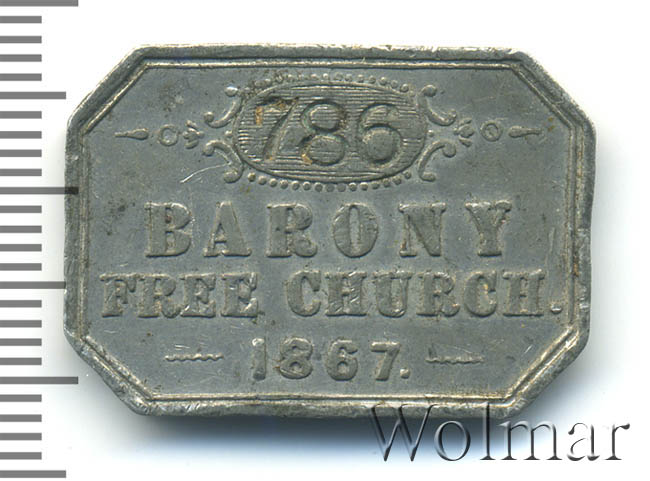 786
BARONY
FREE CHURCH.
1867.
Wolmar